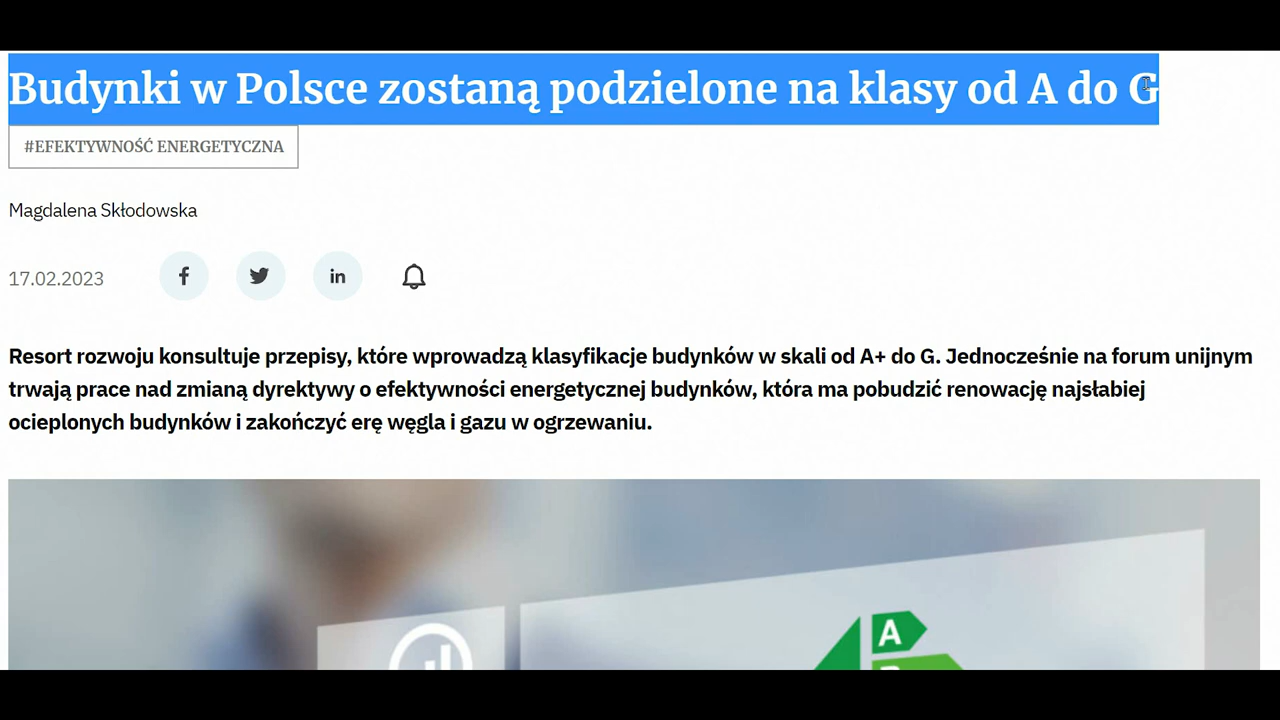 Budynki w Polsce zostaną podzielone na klasy od A do G
#EFEKTYWNOŚĆ ENERGETYCZNA
Magdalena Skłodowska
17.02.2023
Resort rozwoju konsultuje przepisy, które wprowadzą klasyfikacje budynków w skali od A+ do G. Jednocześnie na forum unijnym
trwają prace nad zmianą dyrektywy o efektywności energetycznej budynków, która ma pobudzić renowację najsłabiej
ocieplonych budynków i zakończyć erę węgla i gazu w ogrzewaniu.
A